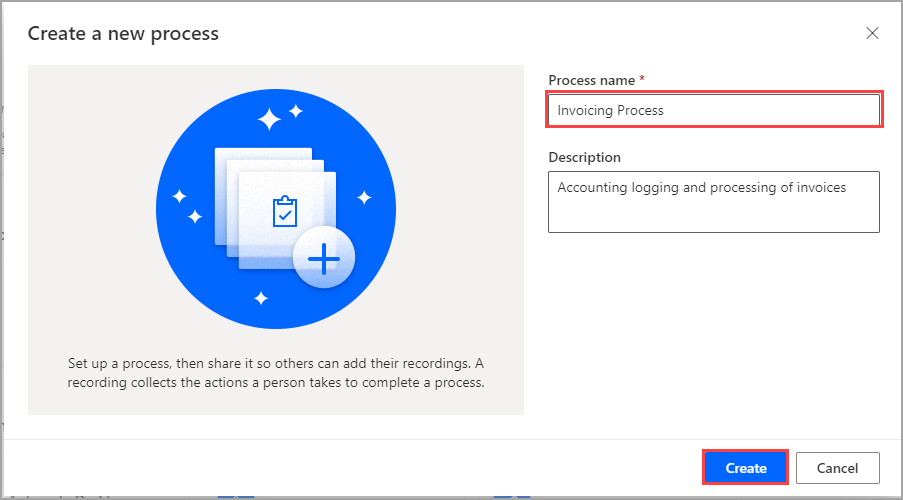 Create a new process
Process name *
Invoicing Process
Description
Accounting logging and processing of invoices
Set up a process, then share it so others can add their recordings. A
recording collects the actions a person takes to complete a process.
Create
Cancel